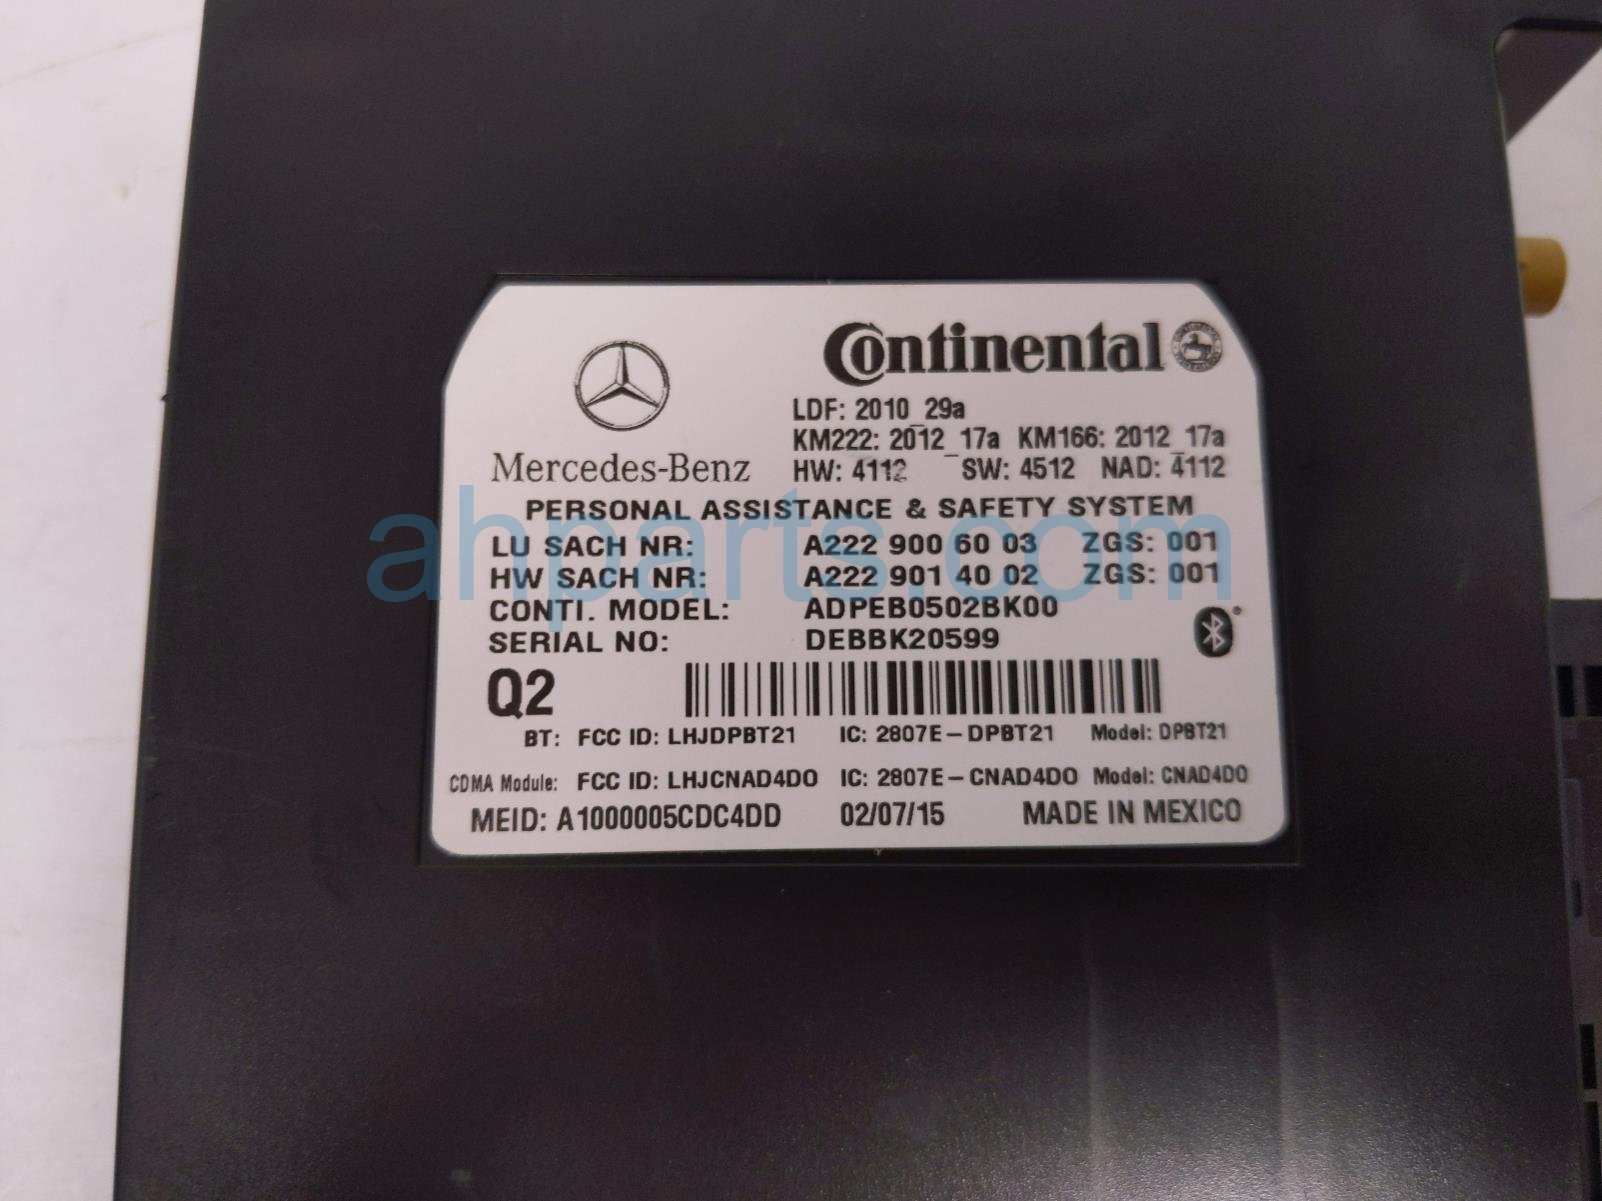 Continental
LDF: 2010_29a
KM222: 2012_17a KM166: 2012_17a
Mercedes-Benz HW: 4112 SW: 4512 NAD: 4112
PERSONAL ASSISTANCE & SAFETY SYSTEM
LU SACH NR: A222 900 60 03 ZGS: 001
HW SACH NR: A222 901 40 02 ZGS: 001
CONTI. MODEL: ADPEB0502BK00
SERIAL NO: DEBBK20599
Q2
BT: FCC ID: LHJDPBT21 IC: 2807E-DPBT21 Model: DPBT21
CDMA Module: FCC ID: LHJCNAD4DO IC: 2807E-CNAD4DO Model: CNAD4DO
MEID: A1000005CDC4DD 02/07/15 MADE IN MEXICO
ahparts.com